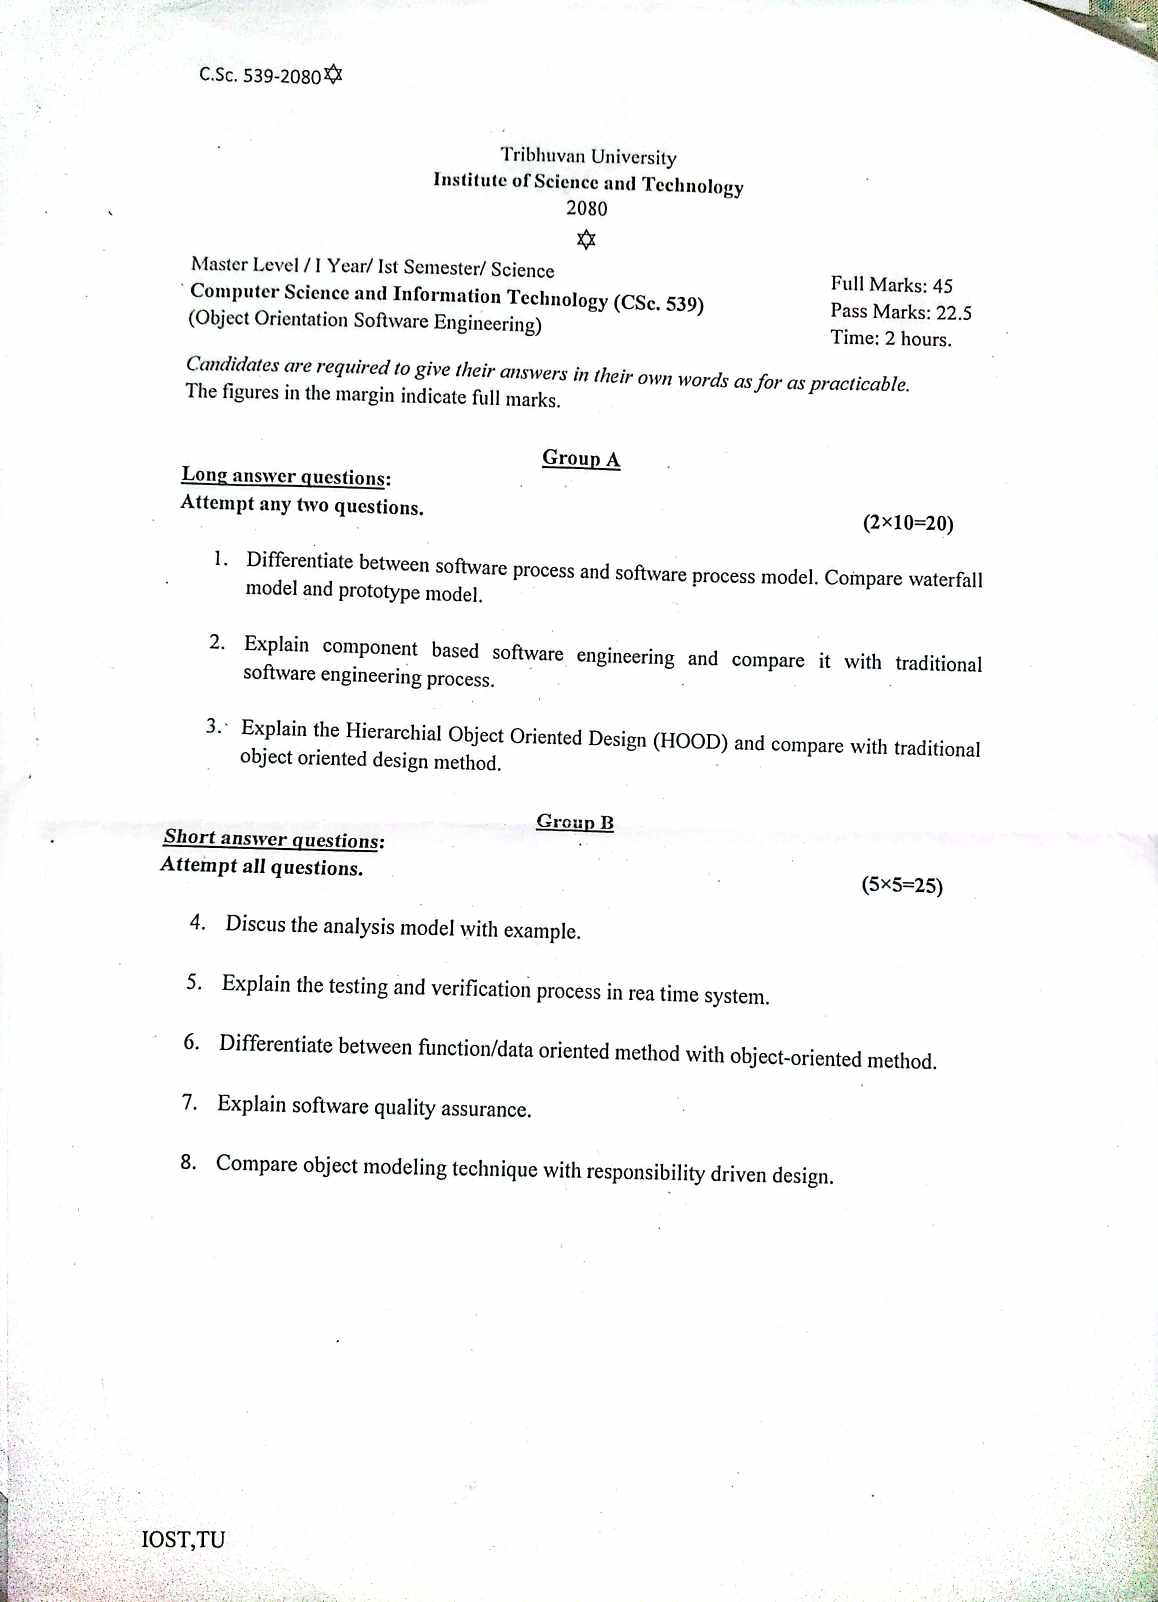 C.Sc. 539-2080✡
Tribhuvan University
Institute of Science and Technology
2080
✡
Master Level / I Year/ Ist Semester/ Science
Computer Science and Information Technology (CSc. 539)
(Object Orientation Software Engineering)
Full Marks: 45
Pass Marks: 22.5
Time: 2 hours.
Candidates are required to give their answers in their own words as for as practicable.
The figures in the margin indicate full marks.
Group A
Long answer questions:
Attempt any two questions.
(2×10=20)
1. Differentiate between software process and software process model. Compare waterfall
model and prototype model.
2. Explain component based software engineering and compare it with traditional
software engineering process.
3. Explain the Hierarchial Object Oriented Design (HOOD) and compare with traditional
object oriented design method.
Group B
Short answer questions:
Attempt all questions.
(5×5=25)
4. Discus the analysis model with example.
5. Explain the testing and verification process in rea time system.
6. Differentiate between function/data oriented method with object-oriented method.
7. Explain software quality assurance.
8. Compare object modeling technique with responsibility driven design.
IOST,TU